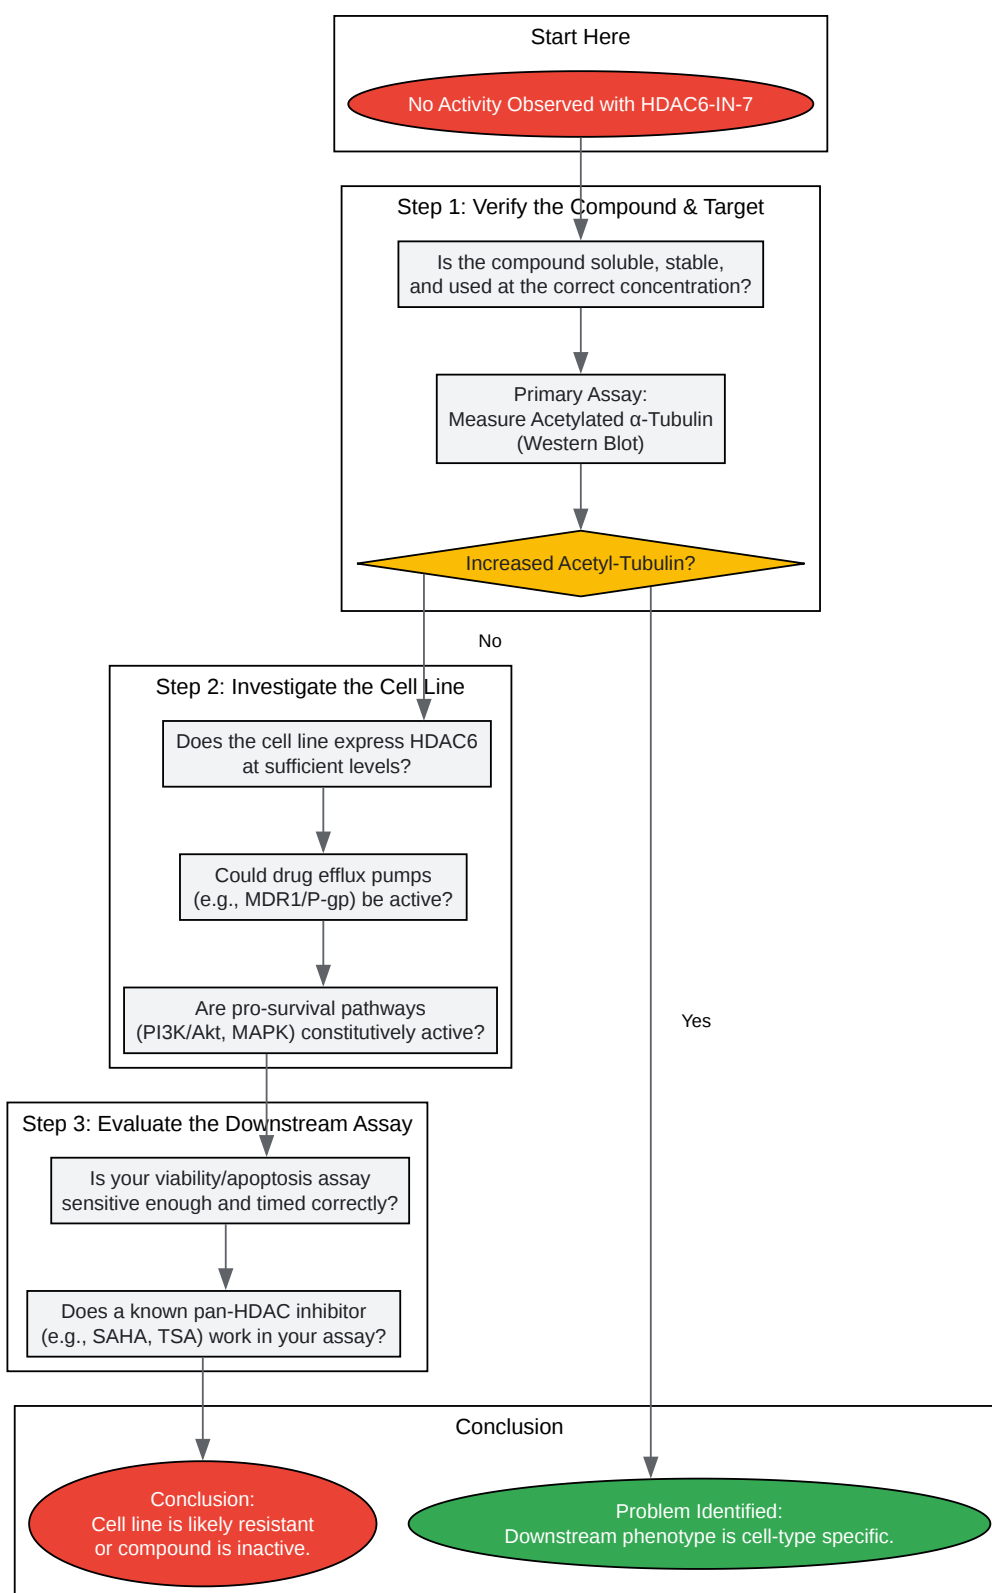 Start Here
No Activity Observed with HDAC6-IN-7
Step 1: Verify the Compound & Target
Is the compound soluble, stable,
and used at the correct concentration?
Primary Assay:
Measure Acetylated α-Tubulin
(Western Blot)
Increased Acetyl-Tubulin?
No
Step 2: Investigate the Cell Line
Does the cell line express HDAC6
at sufficient levels?
Could drug efflux pumps
(e.g., MDR1/P-gp) be active?
Are pro-survival pathways
(PI3K/Akt, MAPK) constitutively active?
Yes
Step 3: Evaluate the Downstream Assay
Is your viability/apoptosis assay
sensitive enough and timed correctly?
Does a known pan-HDAC inhibitor
(e.g., SAHA, TSA) work in your assay?
Conclusion
Conclusion:
Cell line is likely resistant
or compound is inactive.
Problem Identified:
Downstream phenotype is cell-type specific.